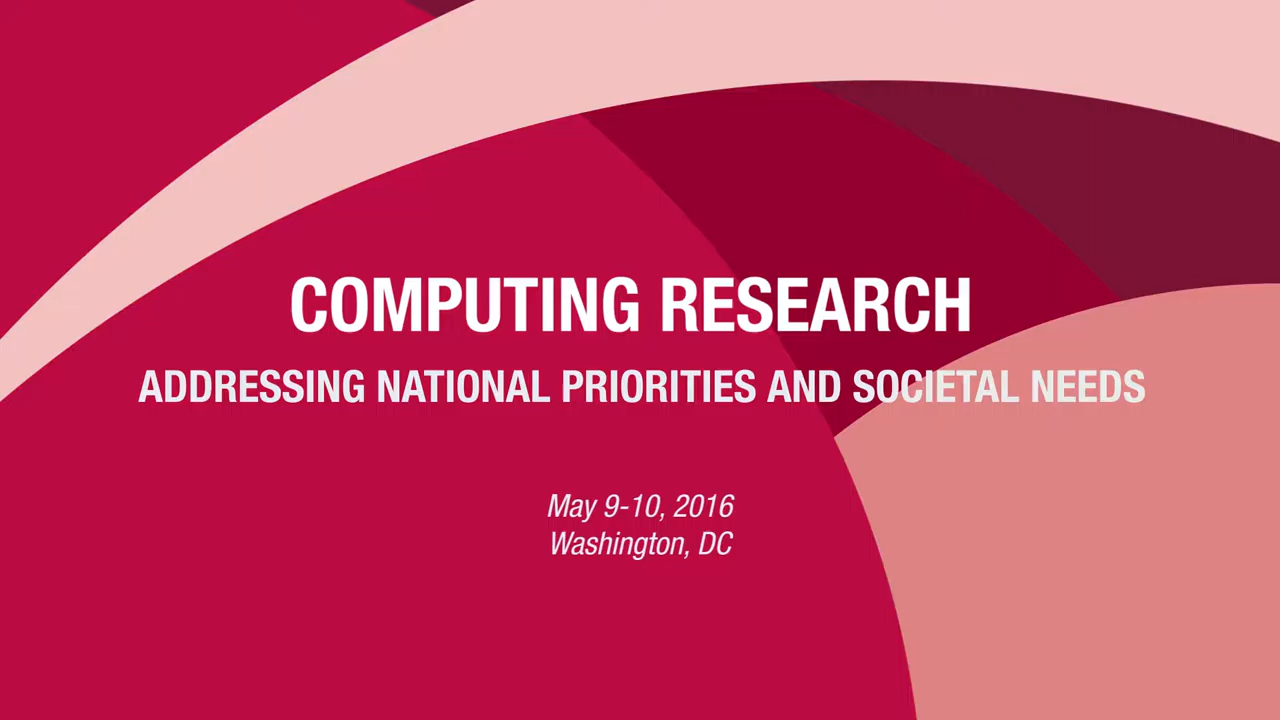 COMPUTING RESEARCH
ADDRESSING NATIONAL PRIORITIES AND SOCIETAL NEEDS
May 9-10, 2016
Washington, DC